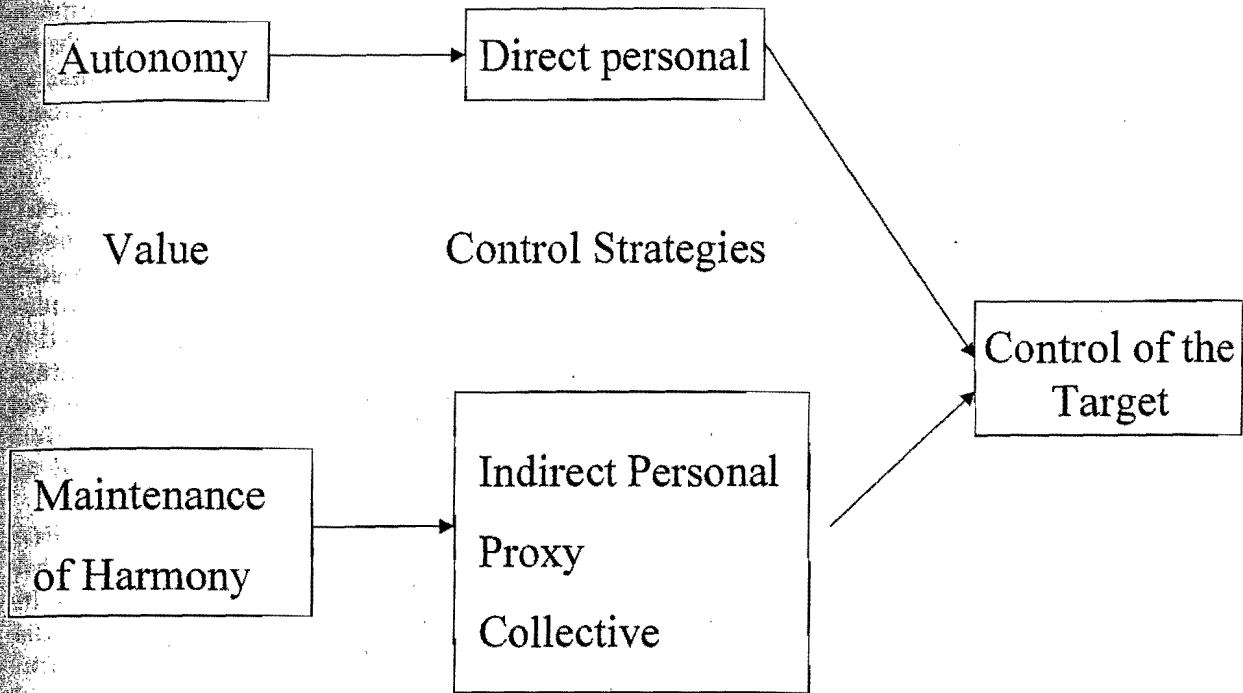 Autonomy
Direct personal
Value
Control Strategies
Control of the
Target
Maintenance
of Harmony
Indirect Personal
Proxy
Collective